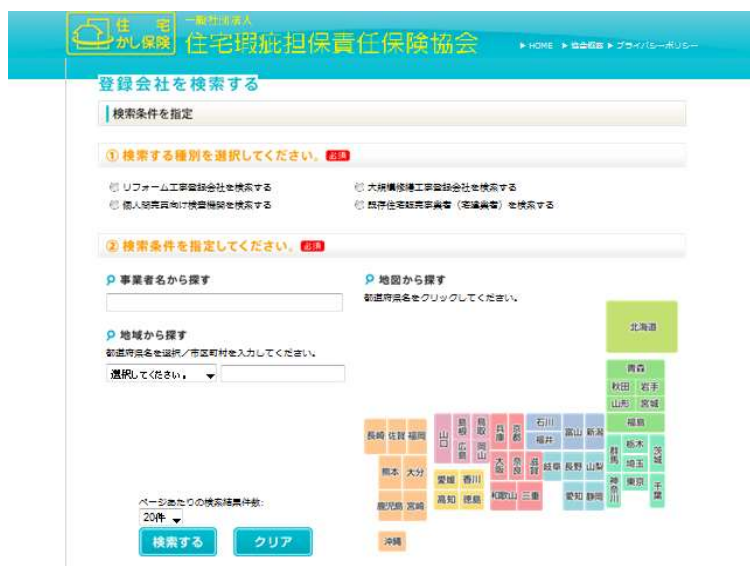 住宅
かし保険
一般社団法人
住宅瑕疵担保責任保険協会
▶ HOME ▶ 協会概要 ▶ プライバシーポリシー
登録会社を検索する
検索条件を指定
① 検索する種別を選択してください。 必須
リフォーム工事登録会社を検索する
大規模修繕工事登録会社を検索する
個人間売買向け検査機関を検索する
既存住宅販売事業者（宅建業者）を検索する
② 検索条件を指定してください。 必須
事業者名から探す
地図から探す
都道府県名をクリックしてください。
地域から探す
都道府県名を選択／市区町村を入力してください。
選択してください。
北海道
青森
秋田 岩手
山形 宮城
福島
長崎 佐賀 福岡
山口 島根 鳥取 兵庫 京都 石川 富山 新潟
広島 岡山 福井
群馬 栃木 茨城
熊本 大分
大阪 奈良 滋賀 岐阜 長野 山梨 埼玉
愛媛 香川
高知 徳島
和歌山 三重 愛知 静岡
神奈川 東京 千葉
鹿児島 宮崎
沖縄
ページあたりの検索結果件数:
20件
検索する クリア